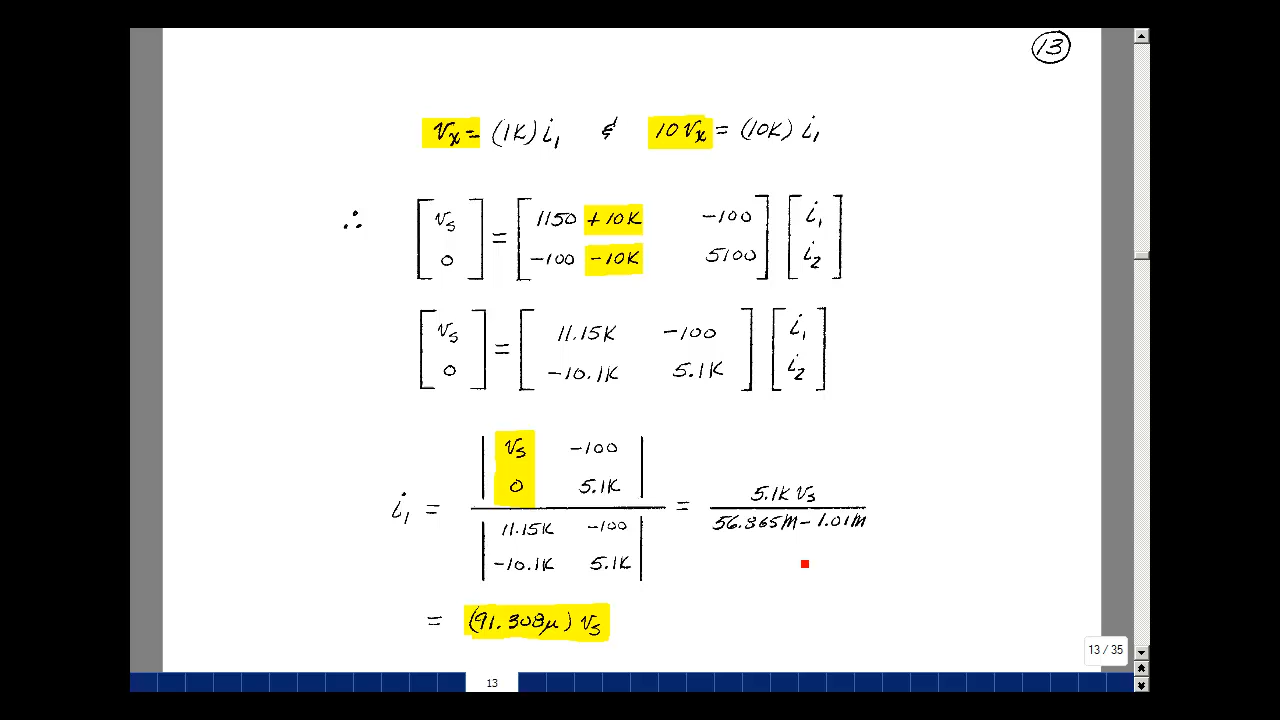 13
Vx = (1K) i1 & 10Vx = (10K) i1
∴ [Vs 0] = [1150 +10K -100 -100 -10K 5100] [i1 i2]
[Vs 0] = [11.15K -100 -10.1K 5.1K] [i1 i2]
i1 = |Vs -100 0 5.1K| / |11.15K -100 -10.1K 5.1K| = 5.1K Vs / 56.865M - 1.01M
= (91.308μ) Vs
13 / 35
13